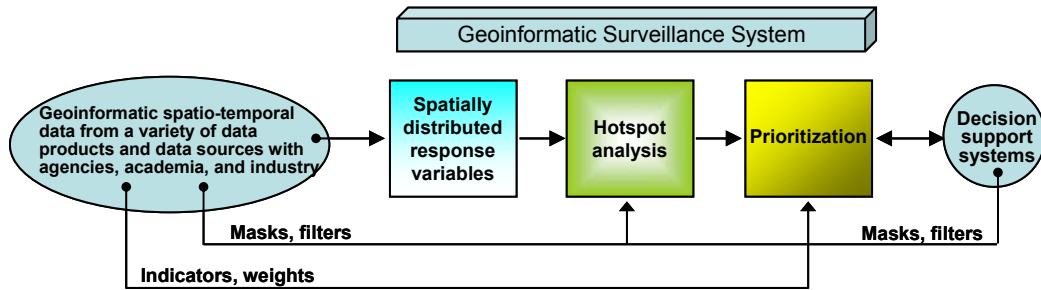 Geoinformatic Surveillance System
Geoinformatic spatio-temporal
data from a variety of data
products and data sources with
agencies, academia, and industry
Spatially
distributed
response
variables
Hotspot
analysis
Prioritization
Decision
support
systems
Masks, filters
Masks, filters
Indicators, weights